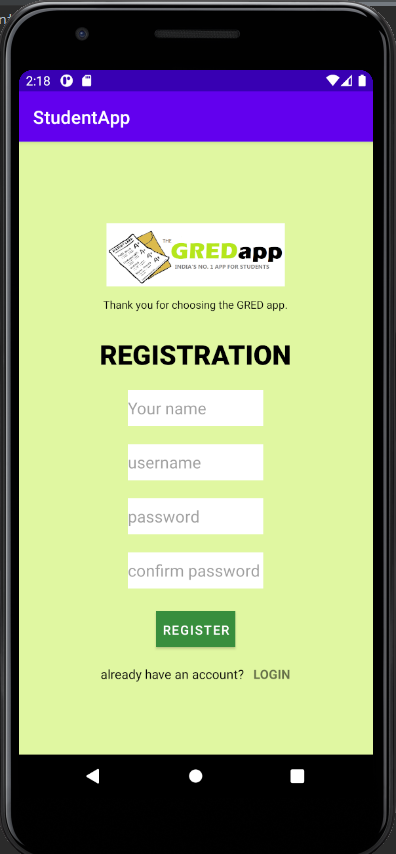 2:18
StudentApp
THE
GREDapp
INDIA'S NO. 1 APP FOR STUDENTS
Thank you for choosing the GRED app.
REGISTRATION
Your name
username
password
confirm password
REGISTER
already have an account? LOGIN